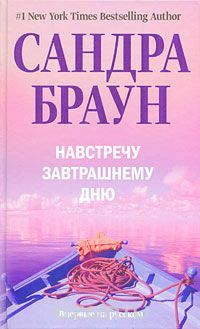 #1 New York Times Bestselling Author
САНДРА
БРАУН
НАВСТРЕЧУ
ЗАВТРАШНЕМУ
ДНЮ
Впервые на русском